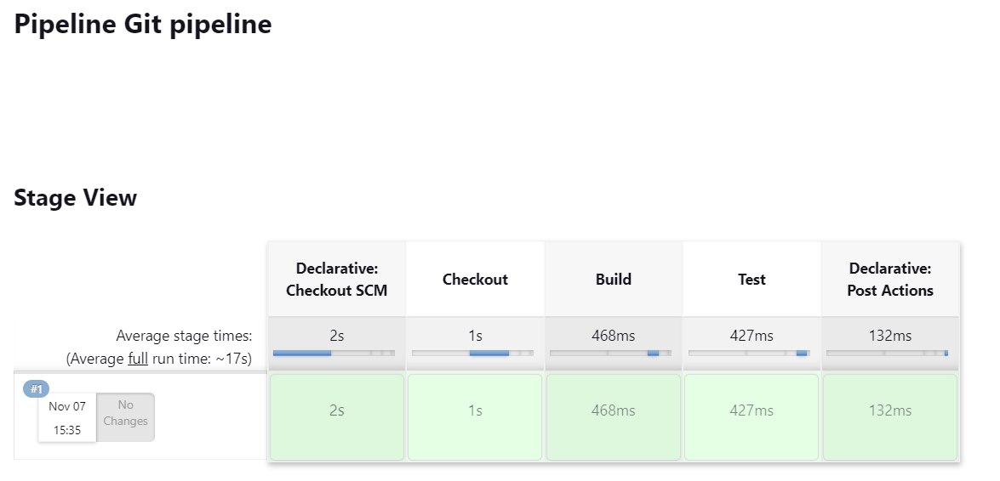 Pipeline Git pipeline
Stage View
Declarative:
Checkout SCM
Checkout
Build
Test
Declarative:
Post Actions
Average stage times:
(Average full run time: ~17s)
2s
1s
468ms
427ms
132ms
#1
Nov 07
15:35
No
Changes
2s
1s
468ms
427ms
132ms